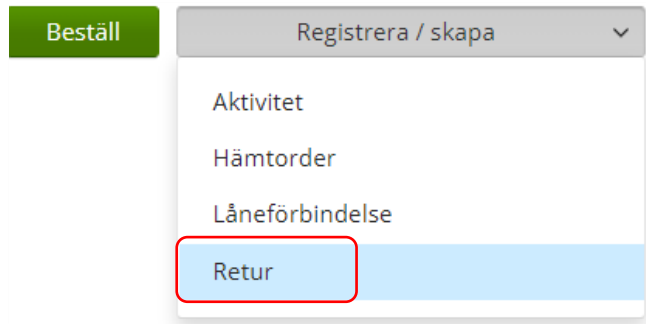 Beställ
Registrera / skapa
Aktivitet
Hämtorder
Låneförbindelse
Retur